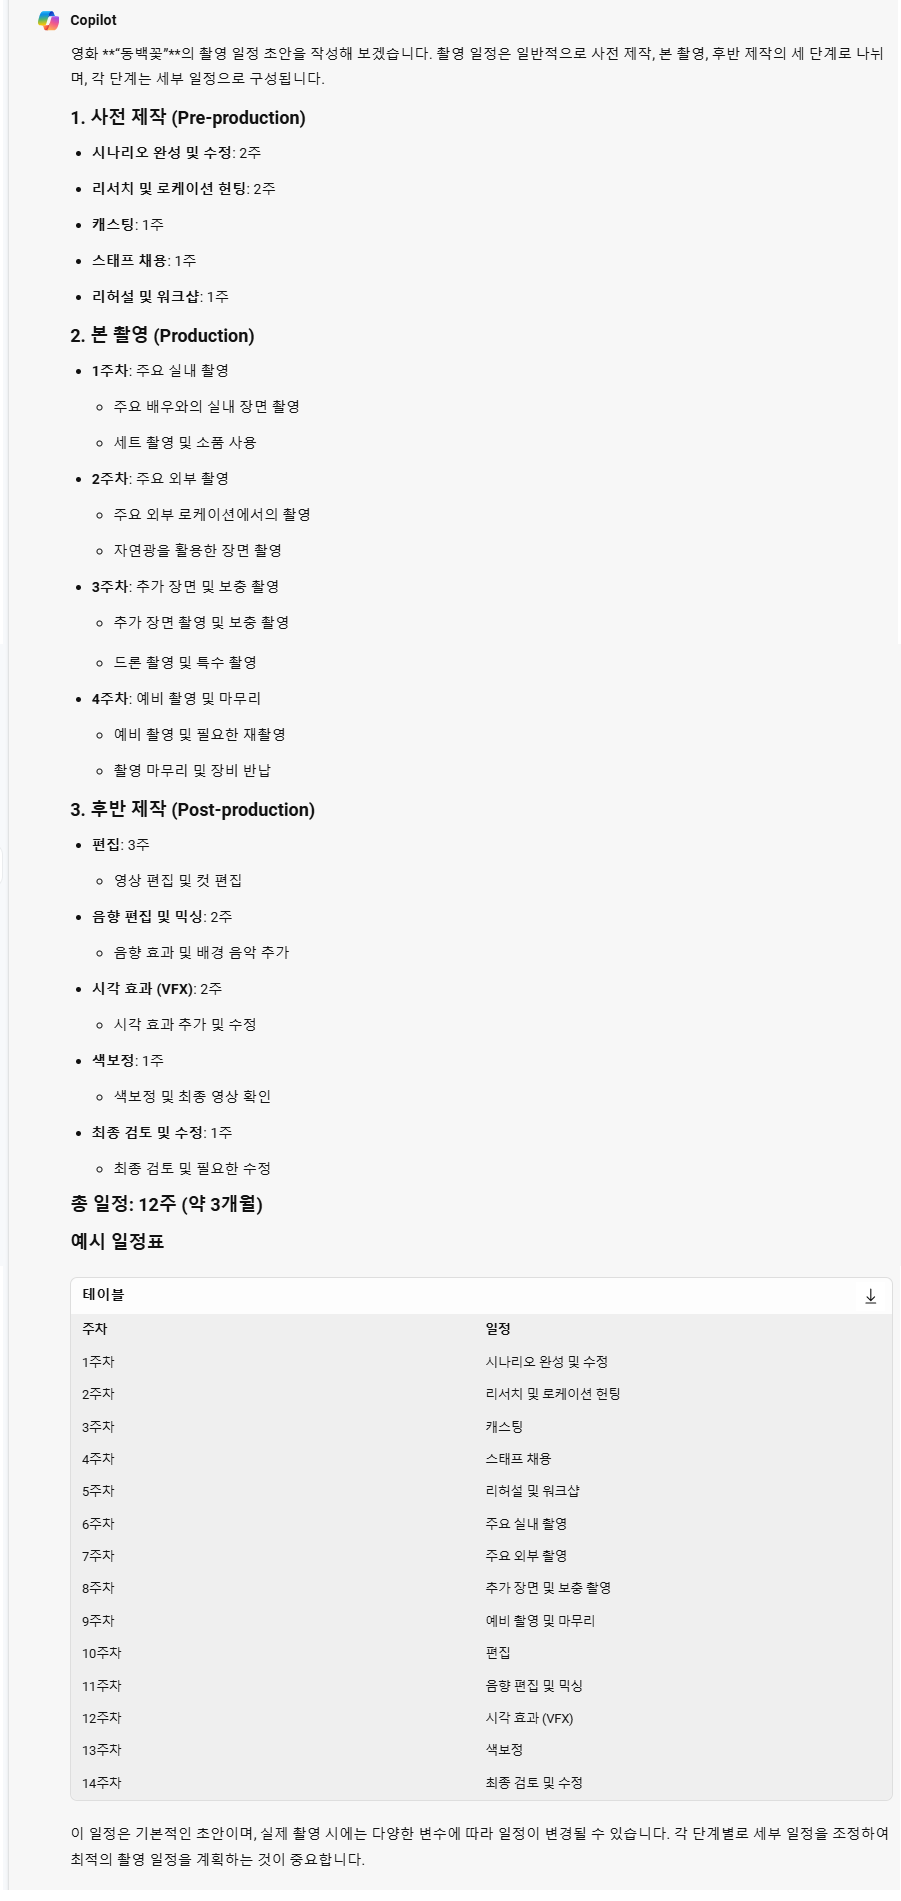 Copilot
영화 **“동백꽃”**의 촬영 일정 초안을 작성해 보겠습니다. 촬영 일정은 일반적으로 사전 제작, 본 촬영, 후반 제작의 세 단계로 나뉘
며, 각 단계는 세부 일정으로 구성됩니다.
1. 사전 제작 (Pre-production)
• 시나리오 완성 및 수정: 2주
• 리서치 및 로케이션 헌팅: 2주
• 캐스팅: 1주
• 스태프 채용: 1주
• 리허설 및 워크샵: 1주
2. 본 촬영 (Production)
• 1주차: 주요 실내 촬영
○ 주요 배우와의 실내 장면 촬영
○ 세트 촬영 및 소품 사용
• 2주차: 주요 외부 촬영
○ 주요 외부 로케이션에서의 촬영
○ 자연광을 활용한 장면 촬영
• 3주차: 추가 장면 및 보충 촬영
○ 추가 장면 촬영 및 보충 촬영
○ 드론 촬영 및 특수 촬영
• 4주차: 예비 촬영 및 마무리
○ 예비 촬영 및 필요한 재촬영
○ 촬영 마무리 및 장비 반납
3. 후반 제작 (Post-production)
• 편집: 3주
○ 영상 편집 및 컷 편집
• 음향 편집 및 믹싱: 2주
○ 음향 효과 및 배경 음악 추가
• 시각 효과 (VFX): 2주
○ 시각 효과 추가 및 수정
• 색보정: 1주
○ 색보정 및 최종 영상 확인
• 최종 검토 및 수정: 1주
○ 최종 검토 및 필요한 수정
총 일정: 12주 (약 3개월)
예시 일정표
테이블
주차 일정
1주차 시나리오 완성 및 수정
2주차 리서치 및 로케이션 헌팅
3주차 캐스팅
4주차 스태프 채용
5주차 리허설 및 워크샵
6주차 주요 실내 촬영
7주차 주요 외부 촬영
8주차 추가 장면 및 보충 촬영
9주차 예비 촬영 및 마무리
10주차 편집
11주차 음향 편집 및 믹싱
12주차 시각 효과 (VFX)
13주차 색보정
14주차 최종 검토 및 수정
이 일정은 기본적인 초안이며, 실제 촬영 시에는 다양한 변수에 따라 일정이 변경될 수 있습니다. 각 단계별로 세부 일정을 조정하여
최적의 촬영 일정을 계획하는 것이 중요합니다.